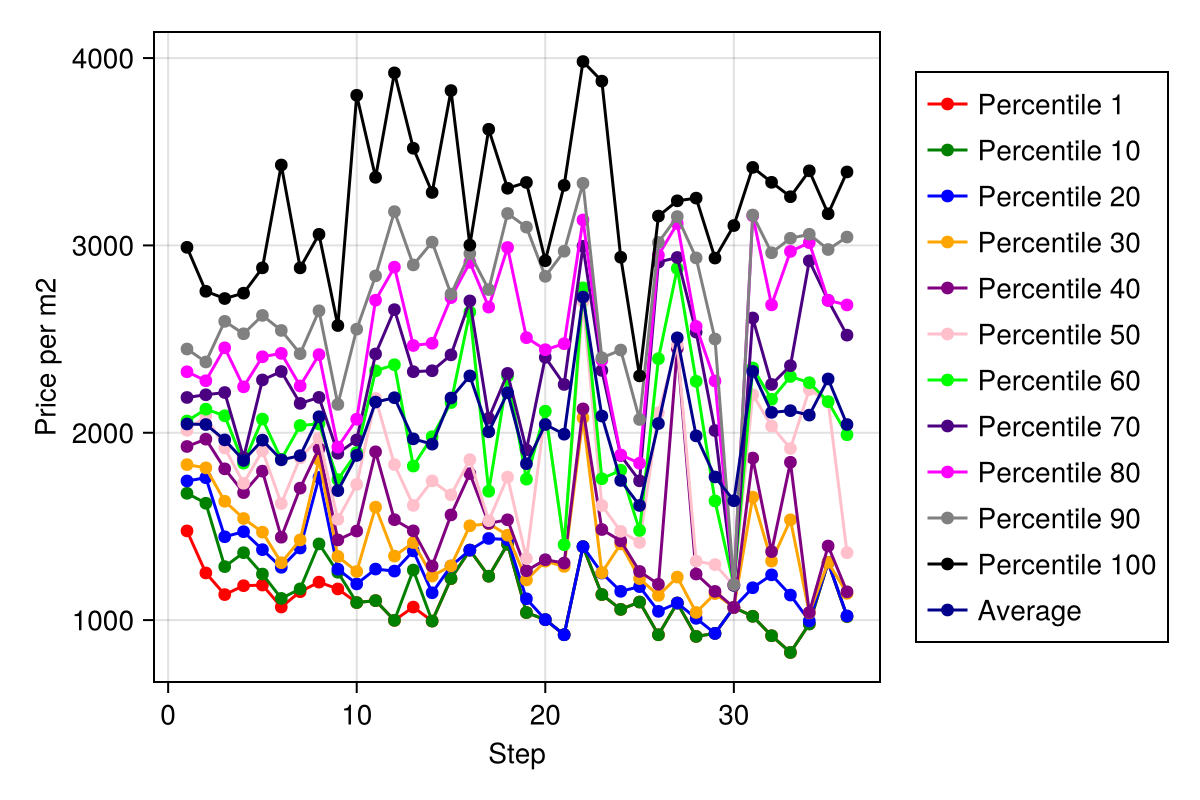 4000
3000
2000
1000
Price per m2
0 10 20 30
Step
Percentile 1
Percentile 10
Percentile 20
Percentile 30
Percentile 40
Percentile 50
Percentile 60
Percentile 70
Percentile 80
Percentile 90
Percentile 100
Average